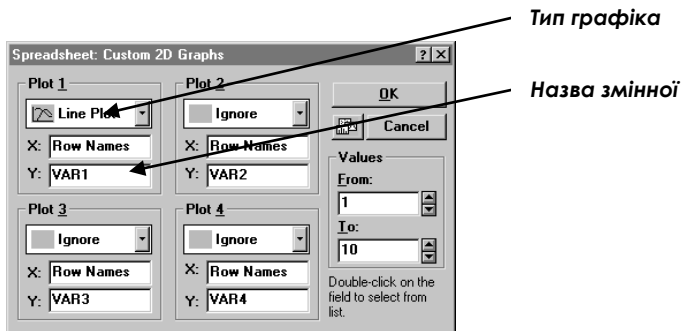 Тип графіка
Назва змінної
Spreadsheet: Custom 2D Graphs
Plot 1
Line Plot
X: Row Names
Y: VAR1
Plot 2
Ignore
X: Row Names
Y: VAR2
OK
Cancel
Plot 3
Ignore
X: Row Names
Y: VAR3
Plot 4
Ignore
X: Row Names
Y: VAR4
Values
From:
1
To:
10
Double-click on the
field to select from
list.